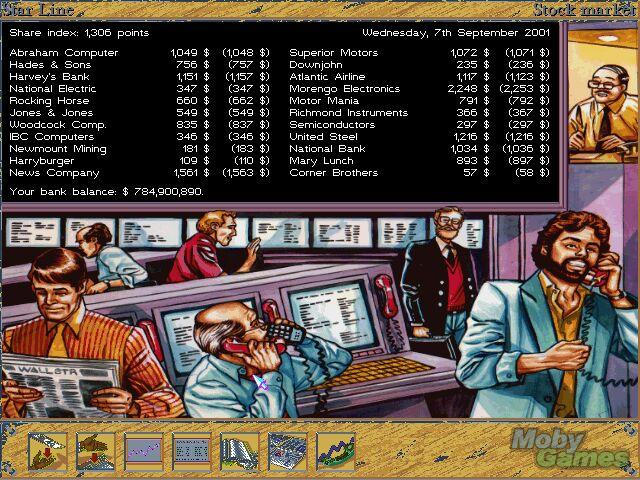 Star Line Stock market
Share index: 1,306 points Wednesday, 7th September 2001
Abraham Computer 1,049 $ (1,048 $) Superior Motors 1,072 $ (1,071 $)
Hades & Sons 756 $ (757 $) Downjohn 235 $ (236 $)
Harvey's Bank 1,151 $ (1,157 $) Atlantic Airline 1,117 $ (1,123 $)
National Electric 347 $ (347 $) Morengo Electronics 2,248 $ (2,253 $)
Rocking Horse 660 $ (662 $) Motor Mania 791 $ (792 $)
Jones & Jones 549 $ (549 $) Richmond Instruments 366 $ (367 $)
Woodcock Comp. 835 $ (837 $) Semiconductors 297 $ (297 $)
IBC Computers 346 $ (346 $) United Steel 1,216 $ (1,216 $)
Newmount Mining 181 $ (183 $) National Bank 1,034 $ (1,036 $)
Harryburger 109 $ (110 $) Mary Lunch 893 $ (897 $)
News Company 1,561 $ (1,563 $) Corner Brothers 57 $ (58 $)
Your bank balance: $ 784,900,890.
WALLSTR
Moby
Games